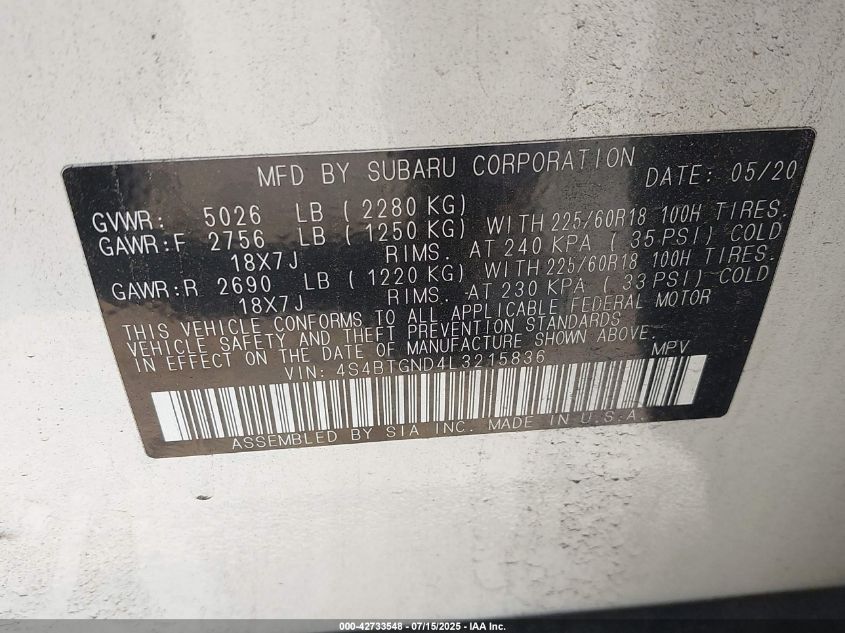 MFD BY SUBARU CORPORATION DATE: 05/20
GVWR: 5026 LB ( 2280 KG)
GAWR:F 2756 LB ( 1250 KG) WITH 225/60R18 100H TIRES.
18X7J RIMS. AT 240 KPA ( 35 PSI) COLD
GAWR:R 2690 LB ( 1220 KG) WITH 225/60R18 100H TIRES.
18X7J RIMS. AT 230 KPA ( 33 PSI) COLD
THIS VEHICLE CONFORMS TO ALL APPLICABLE FEDERAL MOTOR
VEHICLE SAFETY AND THEFT PREVENTION STANDARDS
IN EFFECT ON THE DATE OF MANUFACTURE SHOWN ABOVE.
VIN: 4S4BTGND4L3215836 MPV
ASSEMBLED BY SIA INC. MADE IN U.S.A.
000-42733548 - 07/15/2025 - IAA Inc.